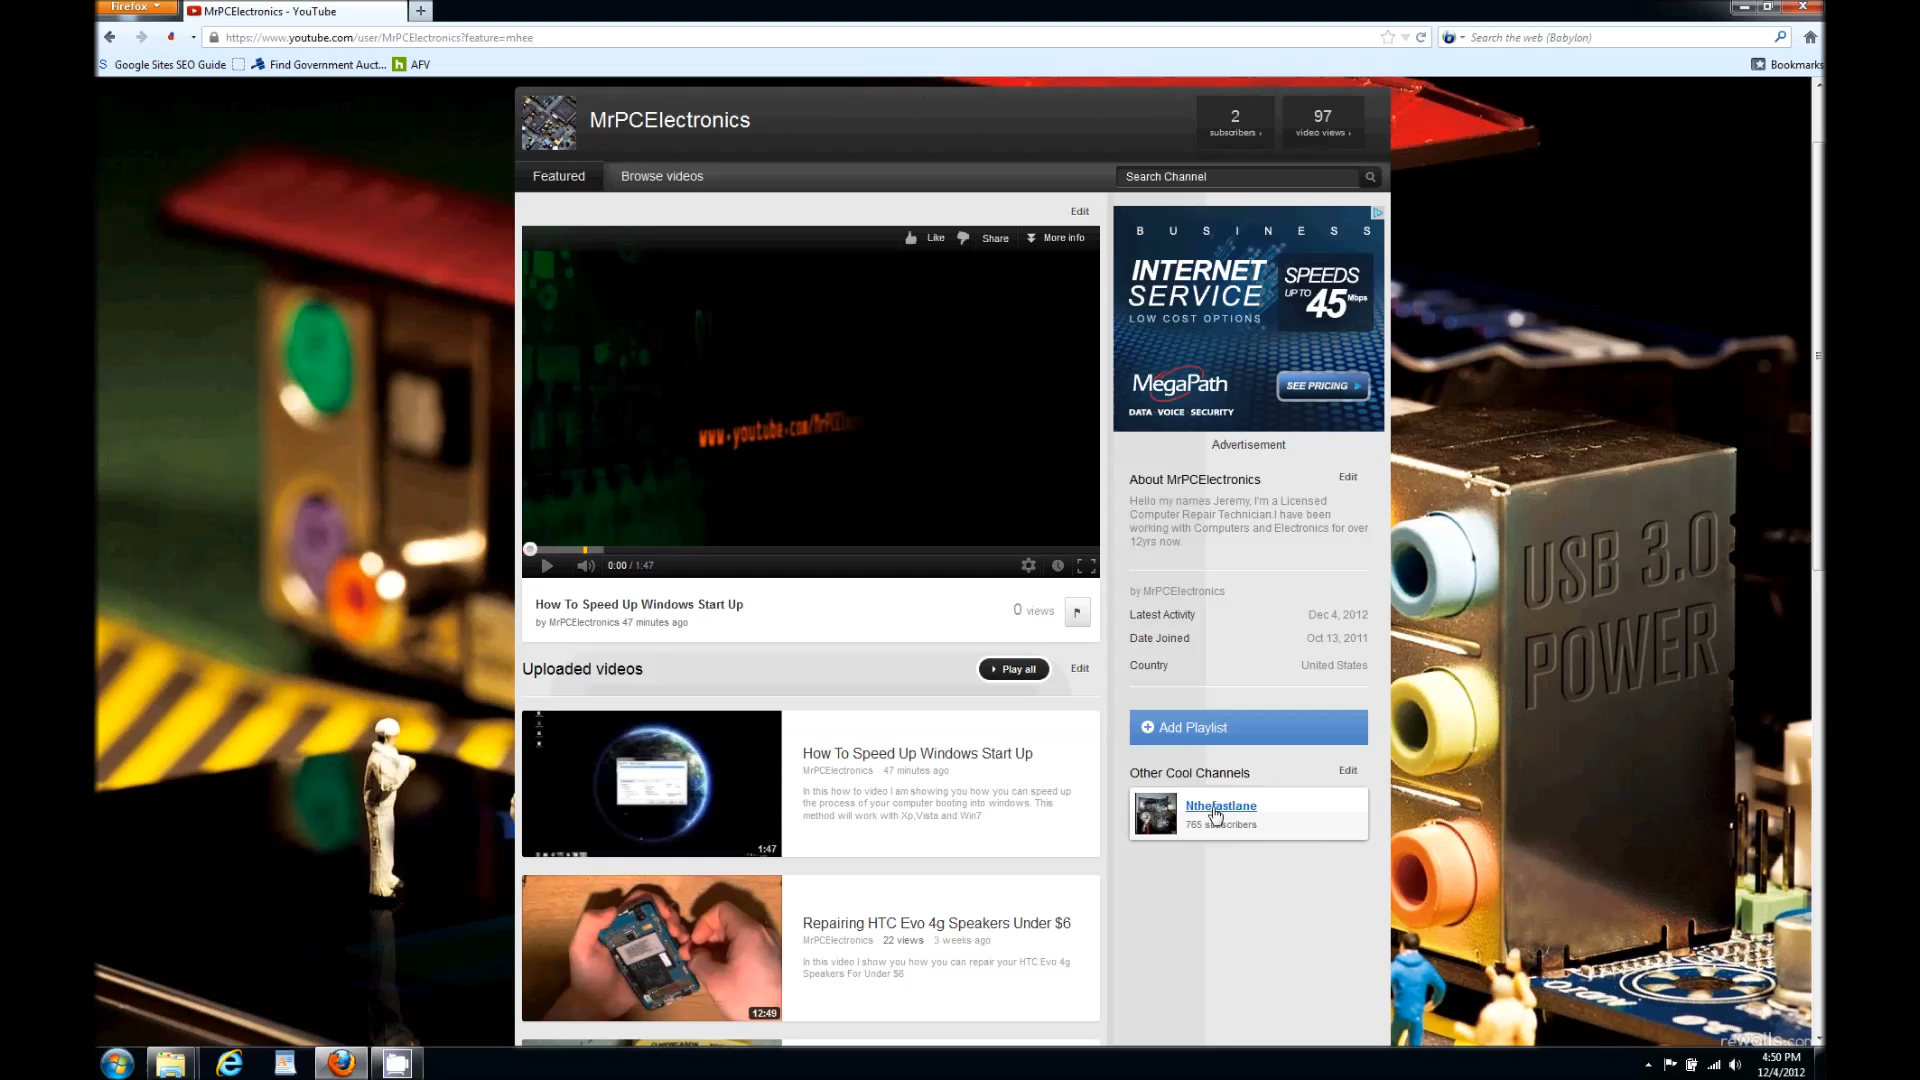 Firefox
MrPCElectronics - YouTube
https://www.youtube.com/user/MrPCElectronics?feature=mhee
Search the web (Babylon)
Google Sites SEO Guide
Find Government Auct...
AFV
Bookmarks
MrPCElectronics
2
subscribers ›
97
video views ›
Featured
Browse videos
Search Channel
Edit
Like
Share
More info
www.youtube.com/MrPCEl
0:00 / 1:47
How To Speed Up Windows Start Up
by MrPCElectronics 47 minutes ago
0 views
Uploaded videos
Play all
Edit
How To Speed Up Windows Start Up
MrPCElectronics 47 minutes ago
In this how to video I am showing you how you can speed up
the process of your computer booting into windows. This
method will work with Xp,Vista and Win7
1:47
Repairing HTC Evo 4g Speakers Under $6
MrPCElectronics 22 views 3 weeks ago
In this video I show you how you can repair your HTC Evo 4g
Speakers For Under $6
12:49
BUSINESS
INTERNET
SERVICE
LOW COST OPTIONS
SPEEDS
UP TO 45 Mbps
MegaPath
DATA · VOICE · SECURITY
SEE PRICING
Advertisement
About MrPCElectronics
Edit
Hello my names Jeremy, I'm a Licensed
Computer Repair Technician.I have been
working with Computers and Electronics for over
12yrs now.
by MrPCElectronics
Latest Activity Dec 4, 2012
Date Joined Oct 13, 2011
Country United States
Add Playlist
Other Cool Channels
Edit
Nthefastlane
765 subscribers
USB 3.0
POWER
rewalls.com
4:50 PM
12/4/2012